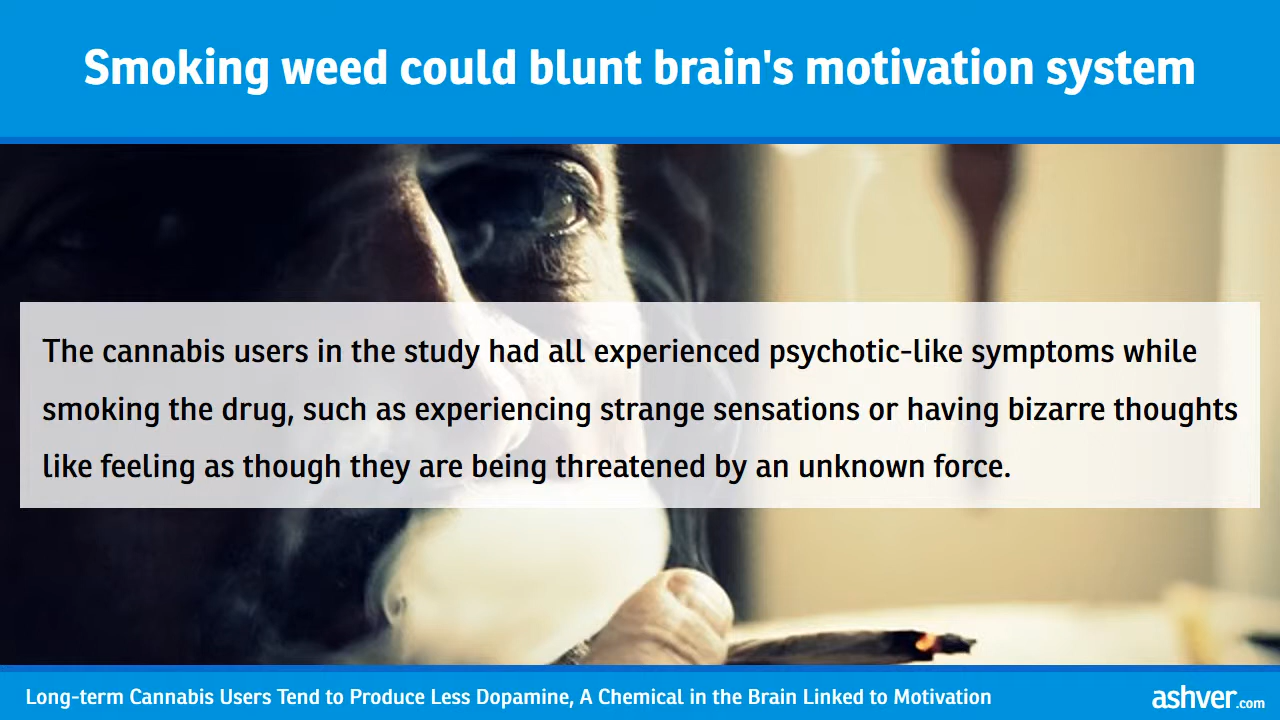 Smoking weed could blunt brain's motivation system
The cannabis users in the study had all experienced psychotic-like symptoms while
smoking the drug, such as experiencing strange sensations or having bizarre thoughts
like feeling as though they are being threatened by an unknown force.
Long-term Cannabis Users Tend to Produce Less Dopamine, A Chemical in the Brain Linked to Motivation
ashver.com